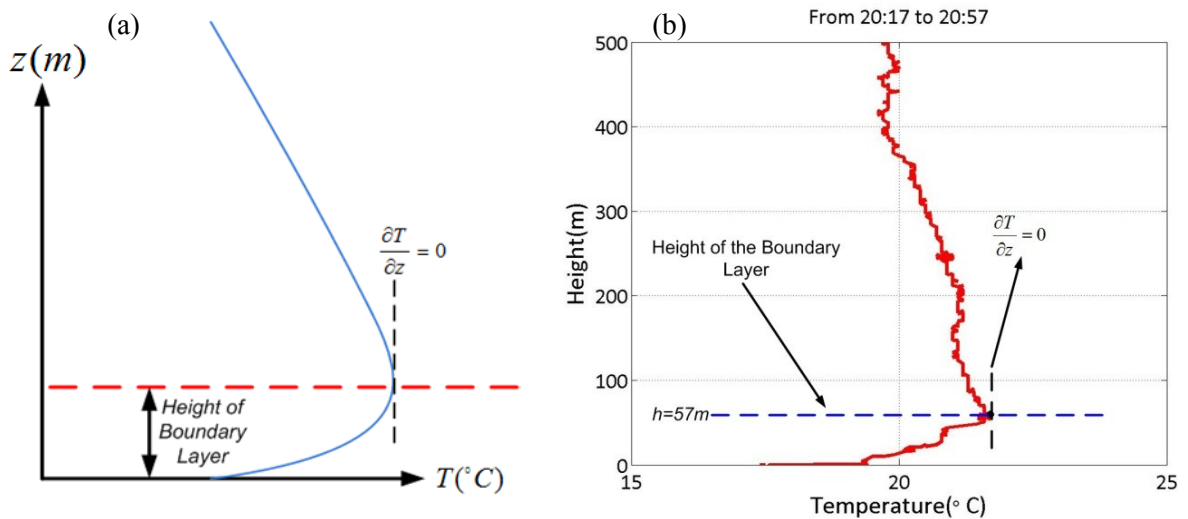 (a)
z(m)
∂T
∂z = 0
Height of
Boundary
Layer
T(°C)
(b)
From 20:17 to 20:57
500
400
300
200
100
0
Height(m)
Height of the Boundary
Layer
∂T
∂z = 0
h=57m
15
20
25
Temperature(° C)